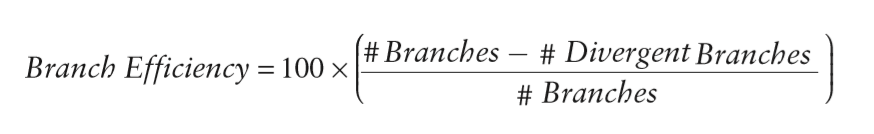 Branch Efficiency = 100 × (# Branches − # Divergent Branches
# Branches)